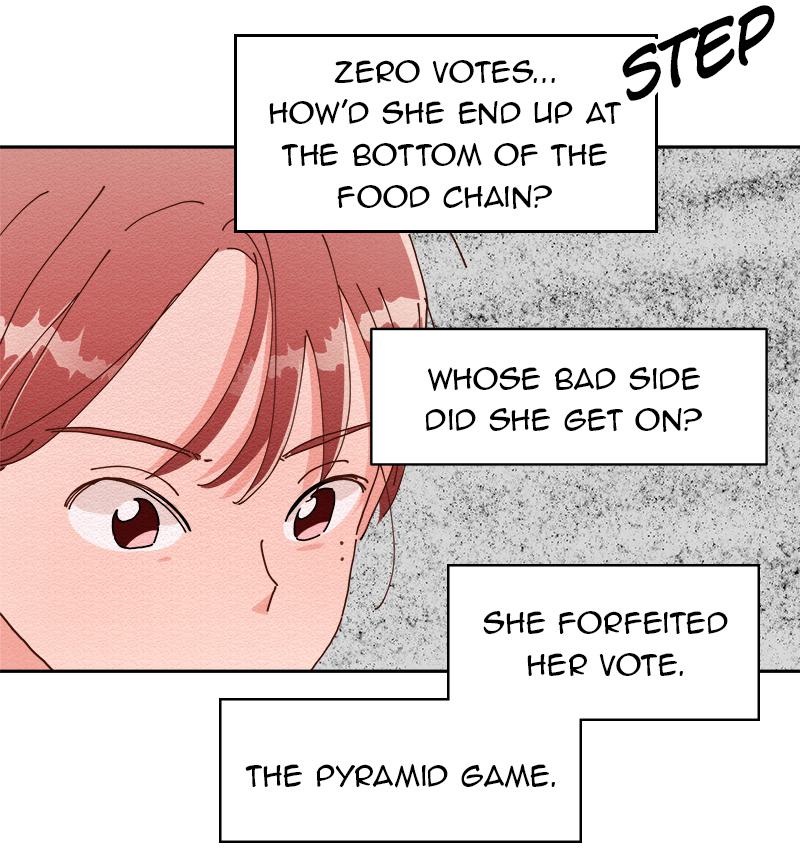 STEP
ZERO VOTES...
HOW'D SHE END UP AT
THE BOTTOM OF THE
FOOD CHAIN?
WHOSE BAD SIDE
DID SHE GET ON?
SHE FORFEITED
HER VOTE.
THE PYRAMID GAME.